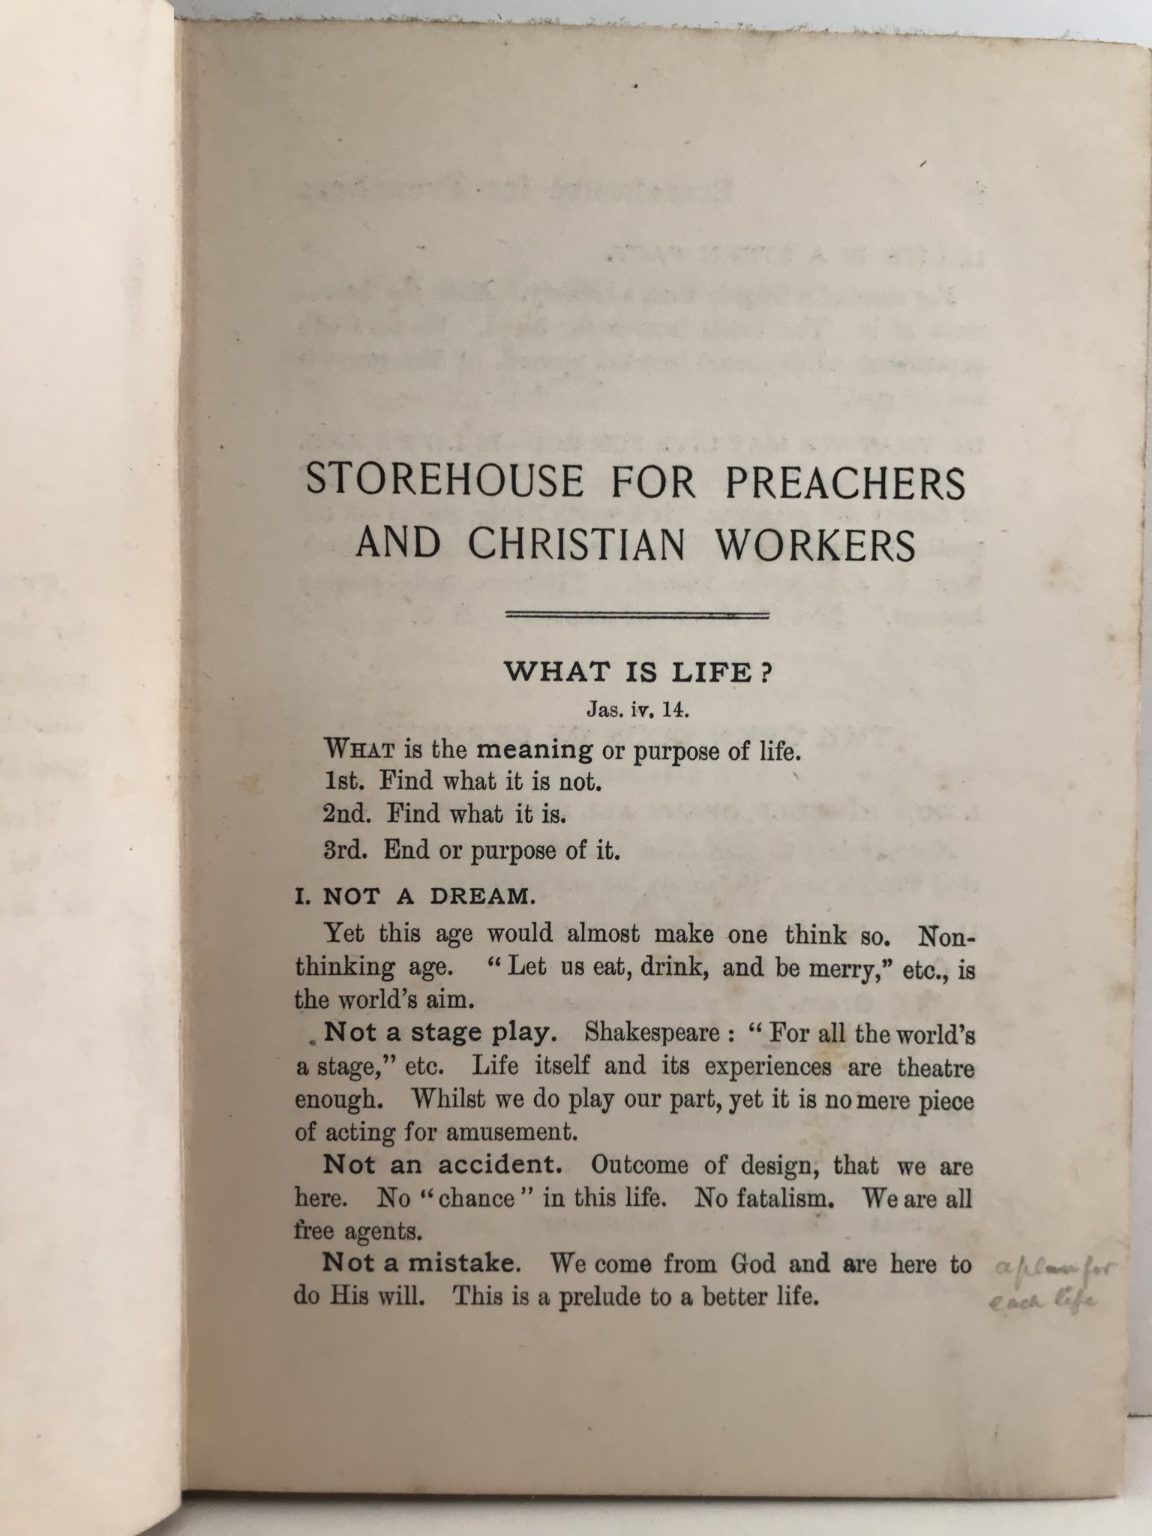 STOREHOUSE FOR PREACHERS
AND CHRISTIAN WORKERS
WHAT IS LIFE?
Jas. iv. 14.
WHAT is the meaning or purpose of life.
1st. Find what it is not.
2nd. Find what it is.
3rd. End or purpose of it.
I. NOT A DREAM.
Yet this age would almost make one think so. Non-
thinking age. “Let us eat, drink, and be merry,” etc., is
the world’s aim.
Not a stage play. Shakespeare : “For all the world’s
a stage,” etc. Life itself and its experiences are theatre
enough. Whilst we do play our part, yet it is no mere piece
of acting for amusement.
Not an accident. Outcome of design, that we are
here. No “chance” in this life. No fatalism. We are all
free agents.
Not a mistake. We come from God and are here to
do His will. This is a prelude to a better life.
a plan for
each life